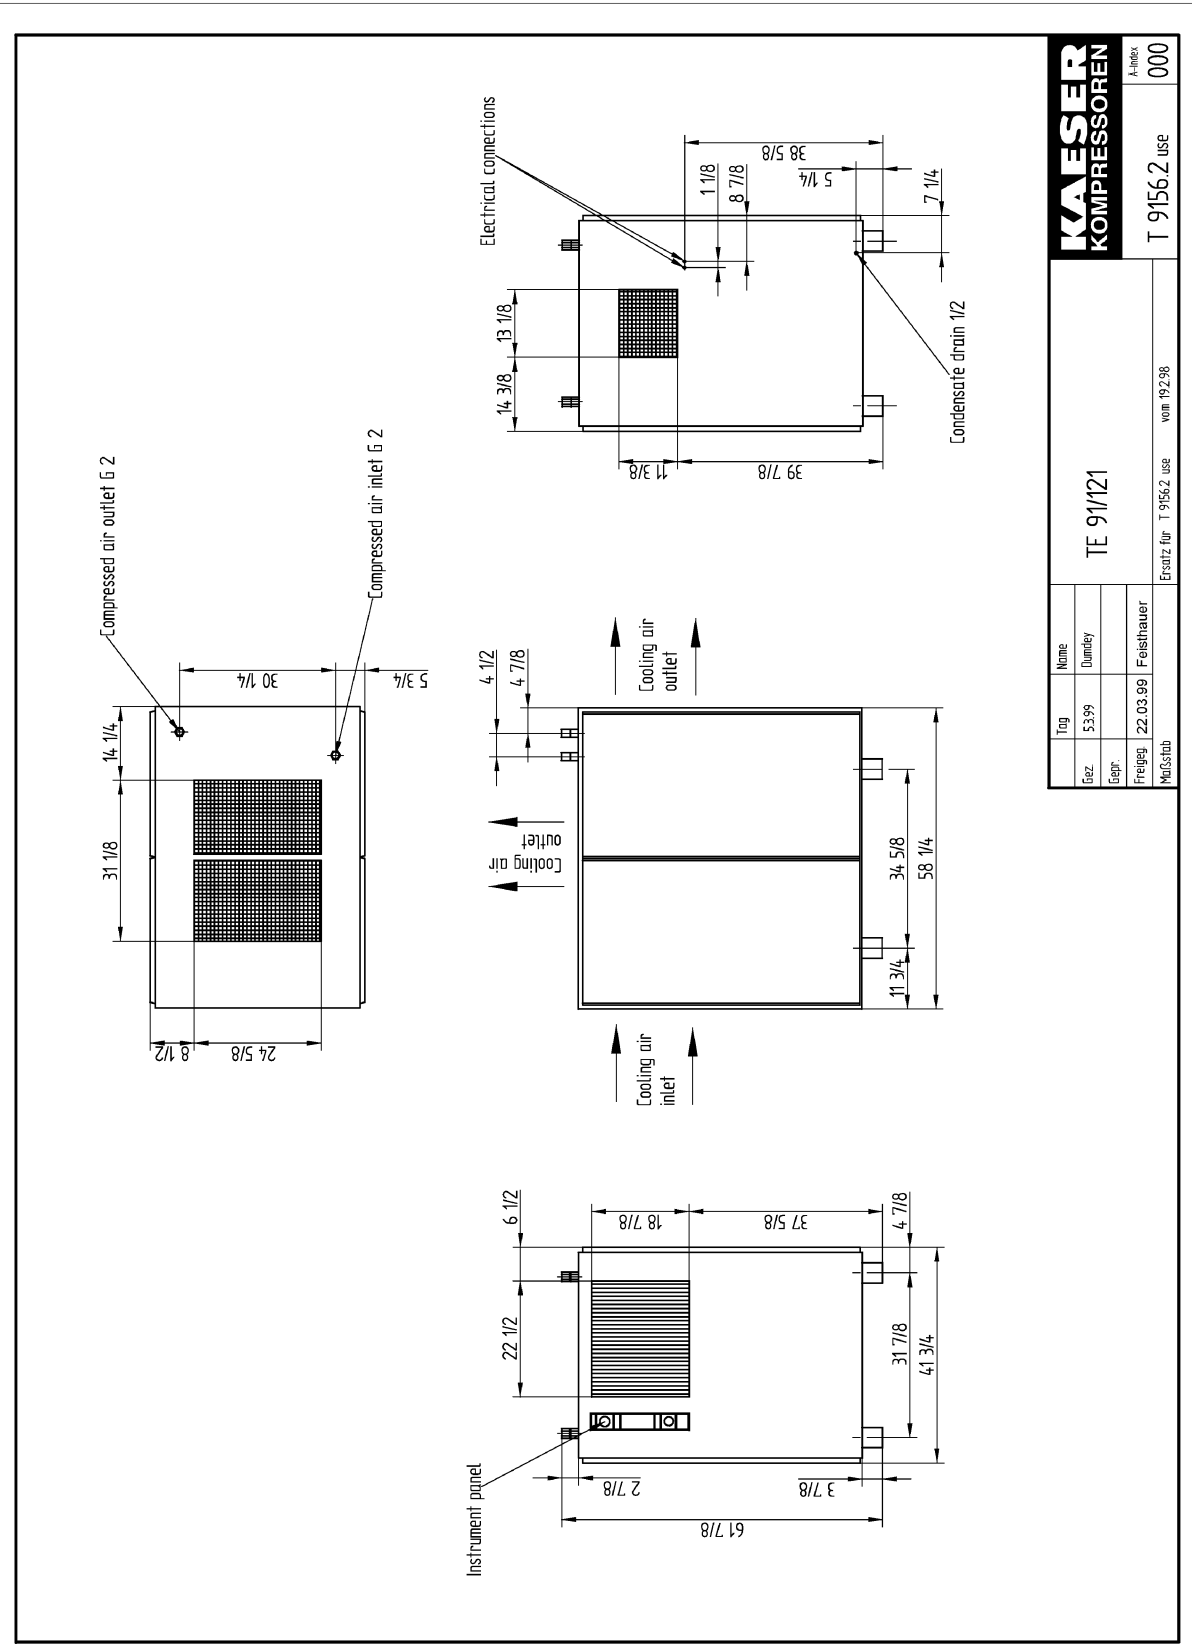 Instrument panel
6 1/2
22 1/2
18 7/8
37 5/8
4 7/8
31 7/8
41 3/4
2 7/8
3 7/8
61 7/8
Compressed air outlet G 2
Compressed air inlet G 2
30 1/4
5 3/4
14 1/4
31 1/8
8 1/2
24 5/8
4 1/2
4 7/8
Cooling air
outlet
Cooling air
outlet
Cooling air
inlet
34 5/8
58 1/4
11 3/4
Electrical connections
38 5/8
1 1/8
8 7/8
5 1/4
7 1/4
13 1/8
14 3/8
11 3/8
39 7/8
Condensate drain 1/2
Tag
Name
Gez.
5.3.99
Dumdey
Gepr.
Freigeg.
22.03.99
Feisthauer
Maßstab
TE 91/121
Ersatz für T 9156.2 use vom 19.2.98
KAESER
KOMPRESSOREN
T 9156.2 use
Ä-Index
000